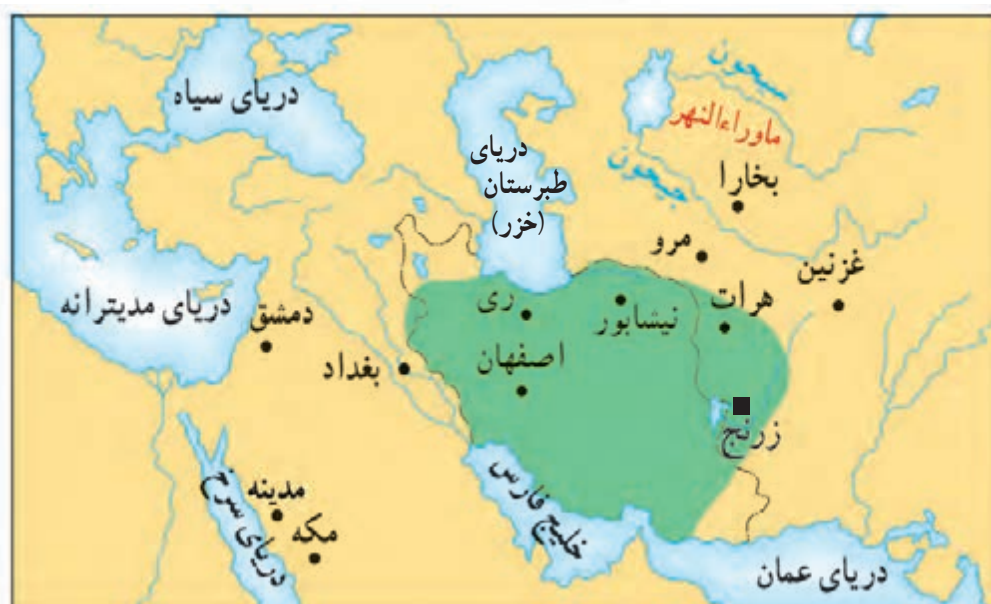 دریای سیاه
دریای
طبرستان
(خزر)
سیحون
ماوراءالنهر
جیحون
بخارا
مرو
غزنین
هرات
نیشابور
ری
اصفهان
زرنج
دریای مدیترانه
دمشق
بغداد
مدینه
مکه
دریای سرخ
خلیج فارس
دریای عمان